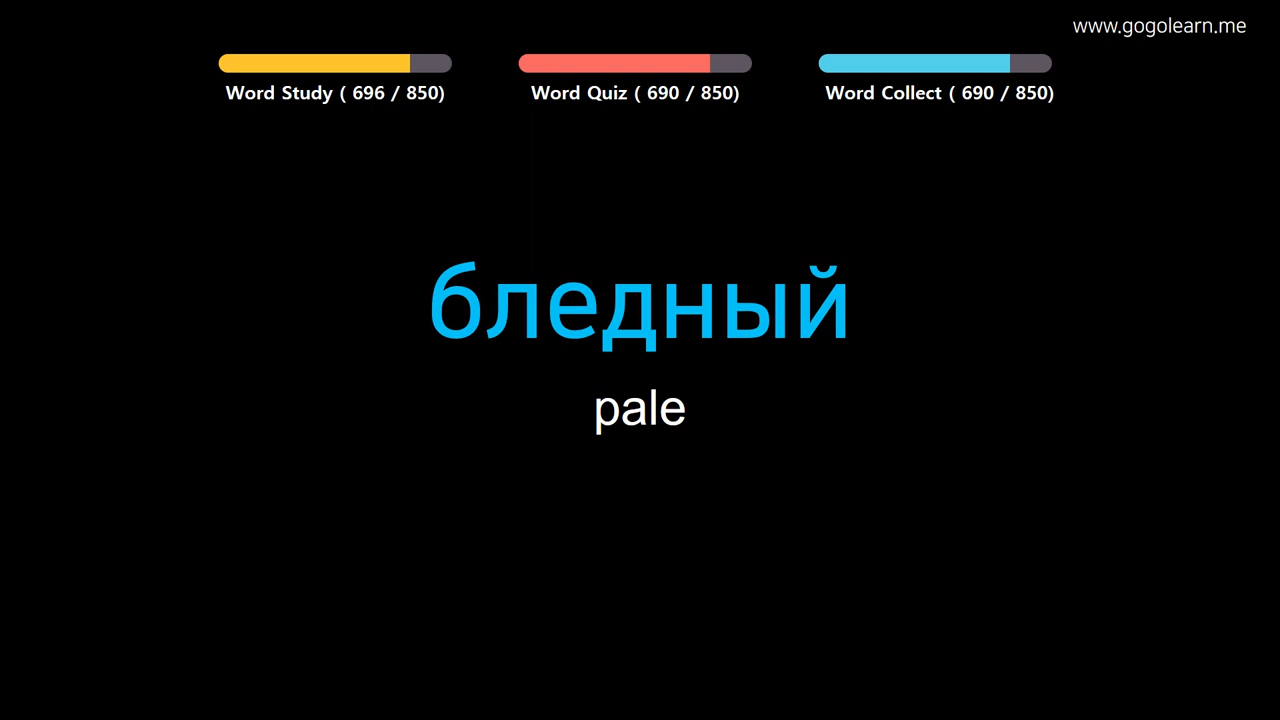 www.gogolearn.me
Word Study ( 696 / 850)
Word Quiz ( 690 / 850)
Word Collect ( 690 / 850)
бледный
pale